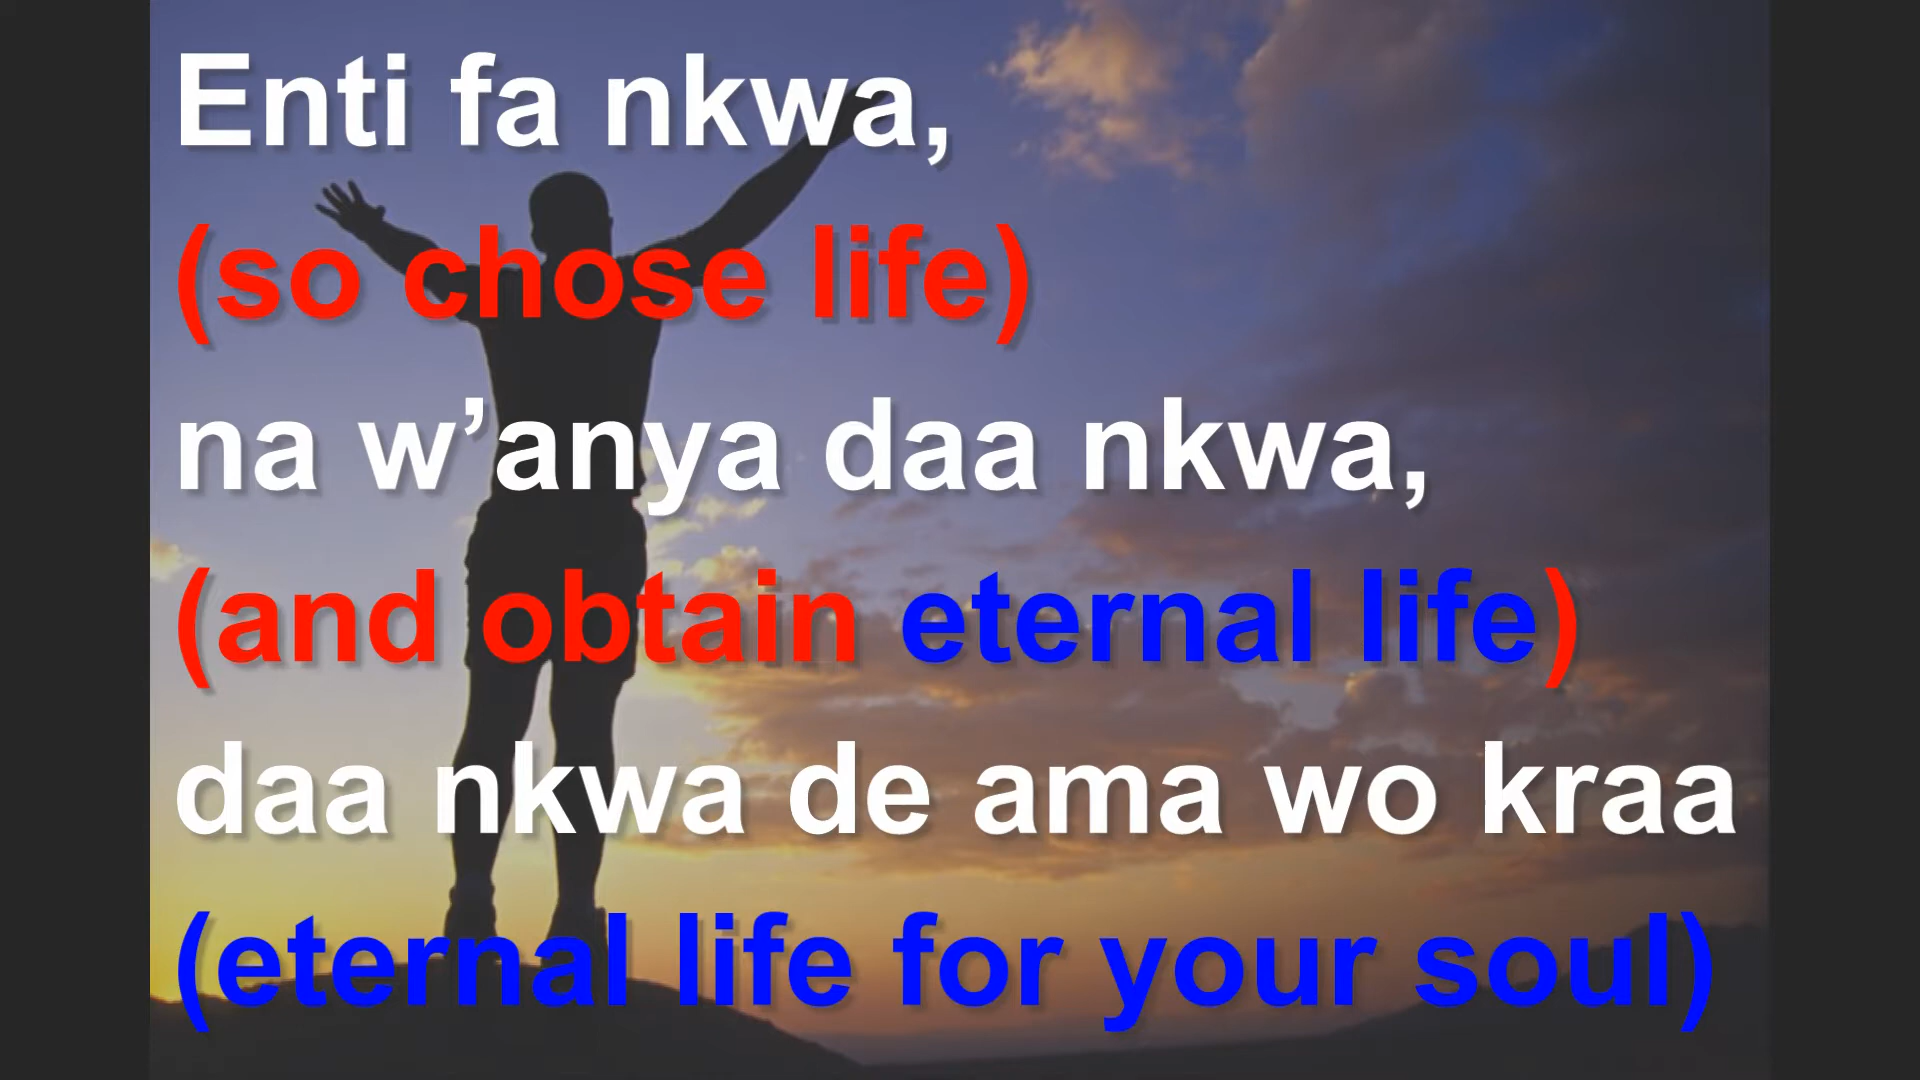 Enti fa nkwa,
(so chose life)
na w’anya daa nkwa,
(and obtain eternal life)
daa nkwa de ama wo kraa
(eternal life for your soul)